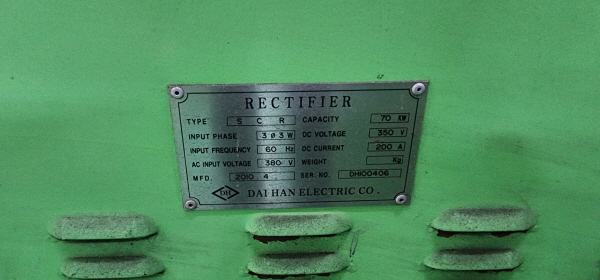 RECTIFIER
TYPE S C R CAPACITY 70 KW
INPUT PHASE 3 Ø 3 W DC VOLTAGE 350 V
INPUT FREQUENCY 60 Hz DC CURRENT 200 A
AC INPUT VOLTAGE 380 V WEIGHT Kg
MFD. 2010. 4 SER. NO. DH100406
DH DAI HAN ELECTRIC CO.